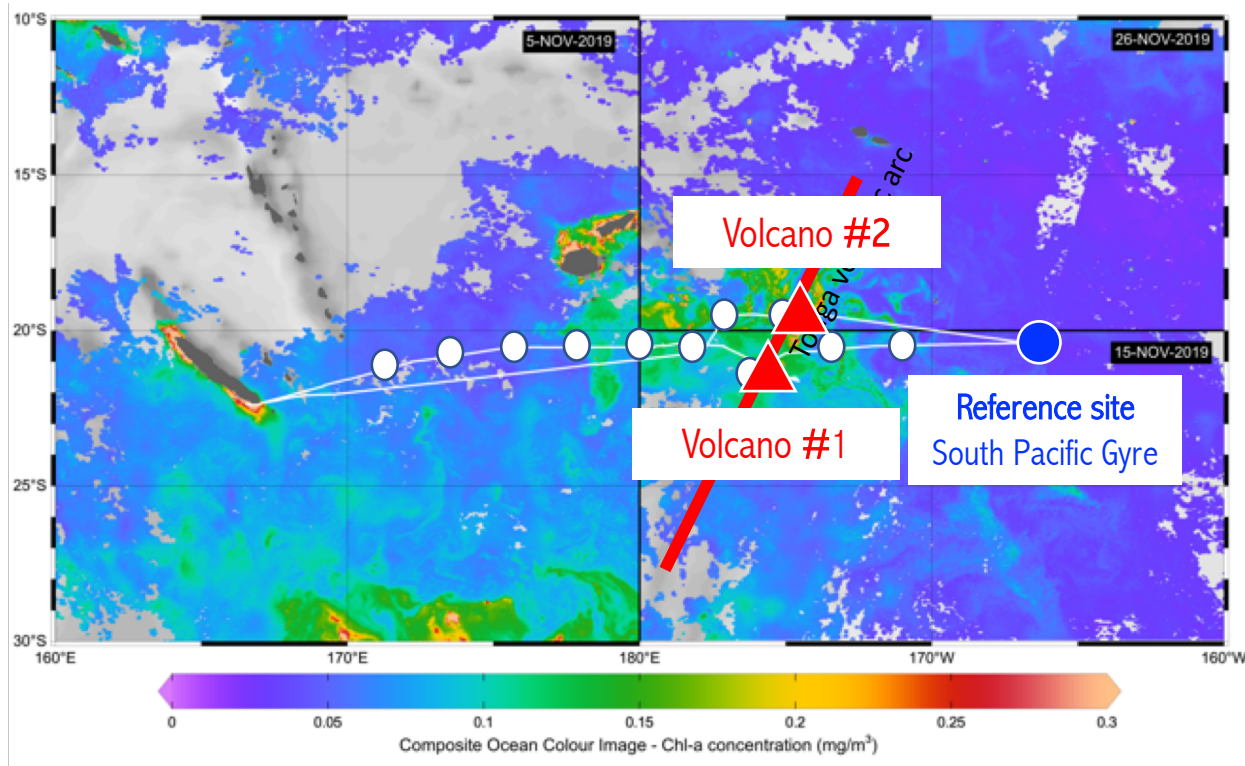 10°S
5-NOV-2019
26-NOV-2019
15°S
Volcano #2
20°S
15-NOV-2019
Reference site
South Pacific Gyre
Volcano #1
25°S
30°S
160°E
170°E
180°E
170°W
160°W
0
0.05
0.1
0.15
0.2
0.25
0.3
Composite Ocean Colour Image - Chl-a concentration (mg/m³)
arc